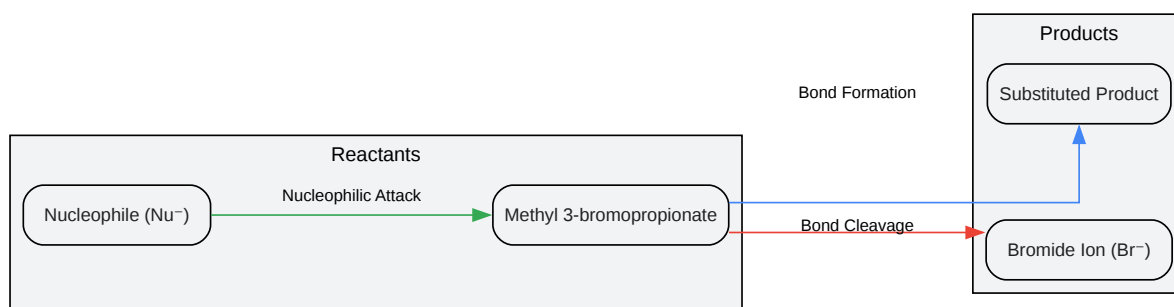 Products
Substituted Product
Bond Formation
Reactants
Nucleophilic Attack
Nucleophile (Nu⁻)
Methyl 3-bromopropionate
Bond Cleavage
Bromide Ion (Br⁻)